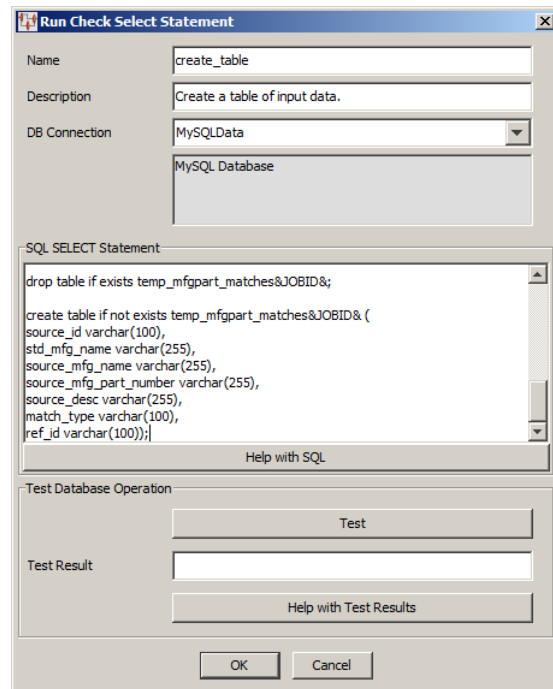 Run Check Select Statement
Name
create_table
Description
Create a table of input data.
DB Connection
MySQLData
MySQL Database
SQL SELECT Statement
drop table if exists temp_mfgpart_matches&JOBID&;
create table if not exists temp_mfgpart_matches&JOBID& (
source_id varchar(100),
std_mfg_name varchar(255),
source_mfg_name varchar(255),
source_mfg_part_number varchar(255),
source_desc varchar(255),
match_type varchar(100),
ref_id varchar(100));
Help with SQL
Test Database Operation
Test
Test Result
Help with Test Results
OK Cancel